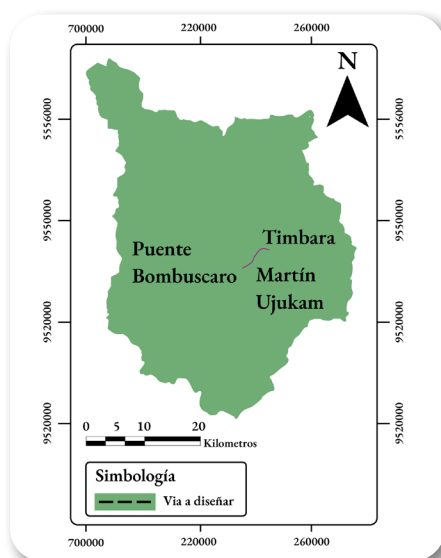 700000 220000 260000
N
5556000 5556000
9550000 9550000
Timbara
Puente
Bombuscaro
Martín
Ujukam
9520000 9520000
0 5 10 20
Kilometros
9520000 9520000
Simbología
Via a diseñar
700000 220000 260000